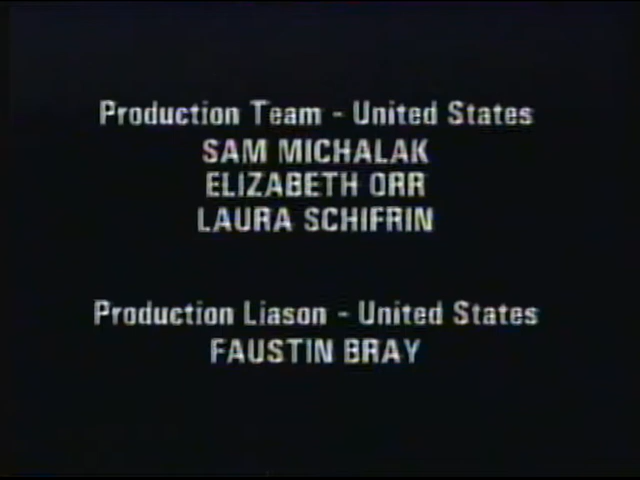 Production Team - United States
SAM MICHALAK
ELIZABETH ORR
LAURA SCHIFRIN
Production Liason - United States
FAUSTIN BRAY